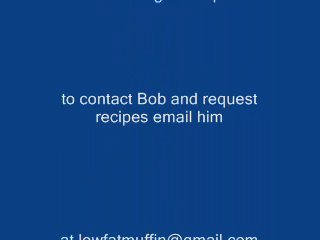 to contact Bob and request
recipes email him
at lowfatmuffin@gmail.com